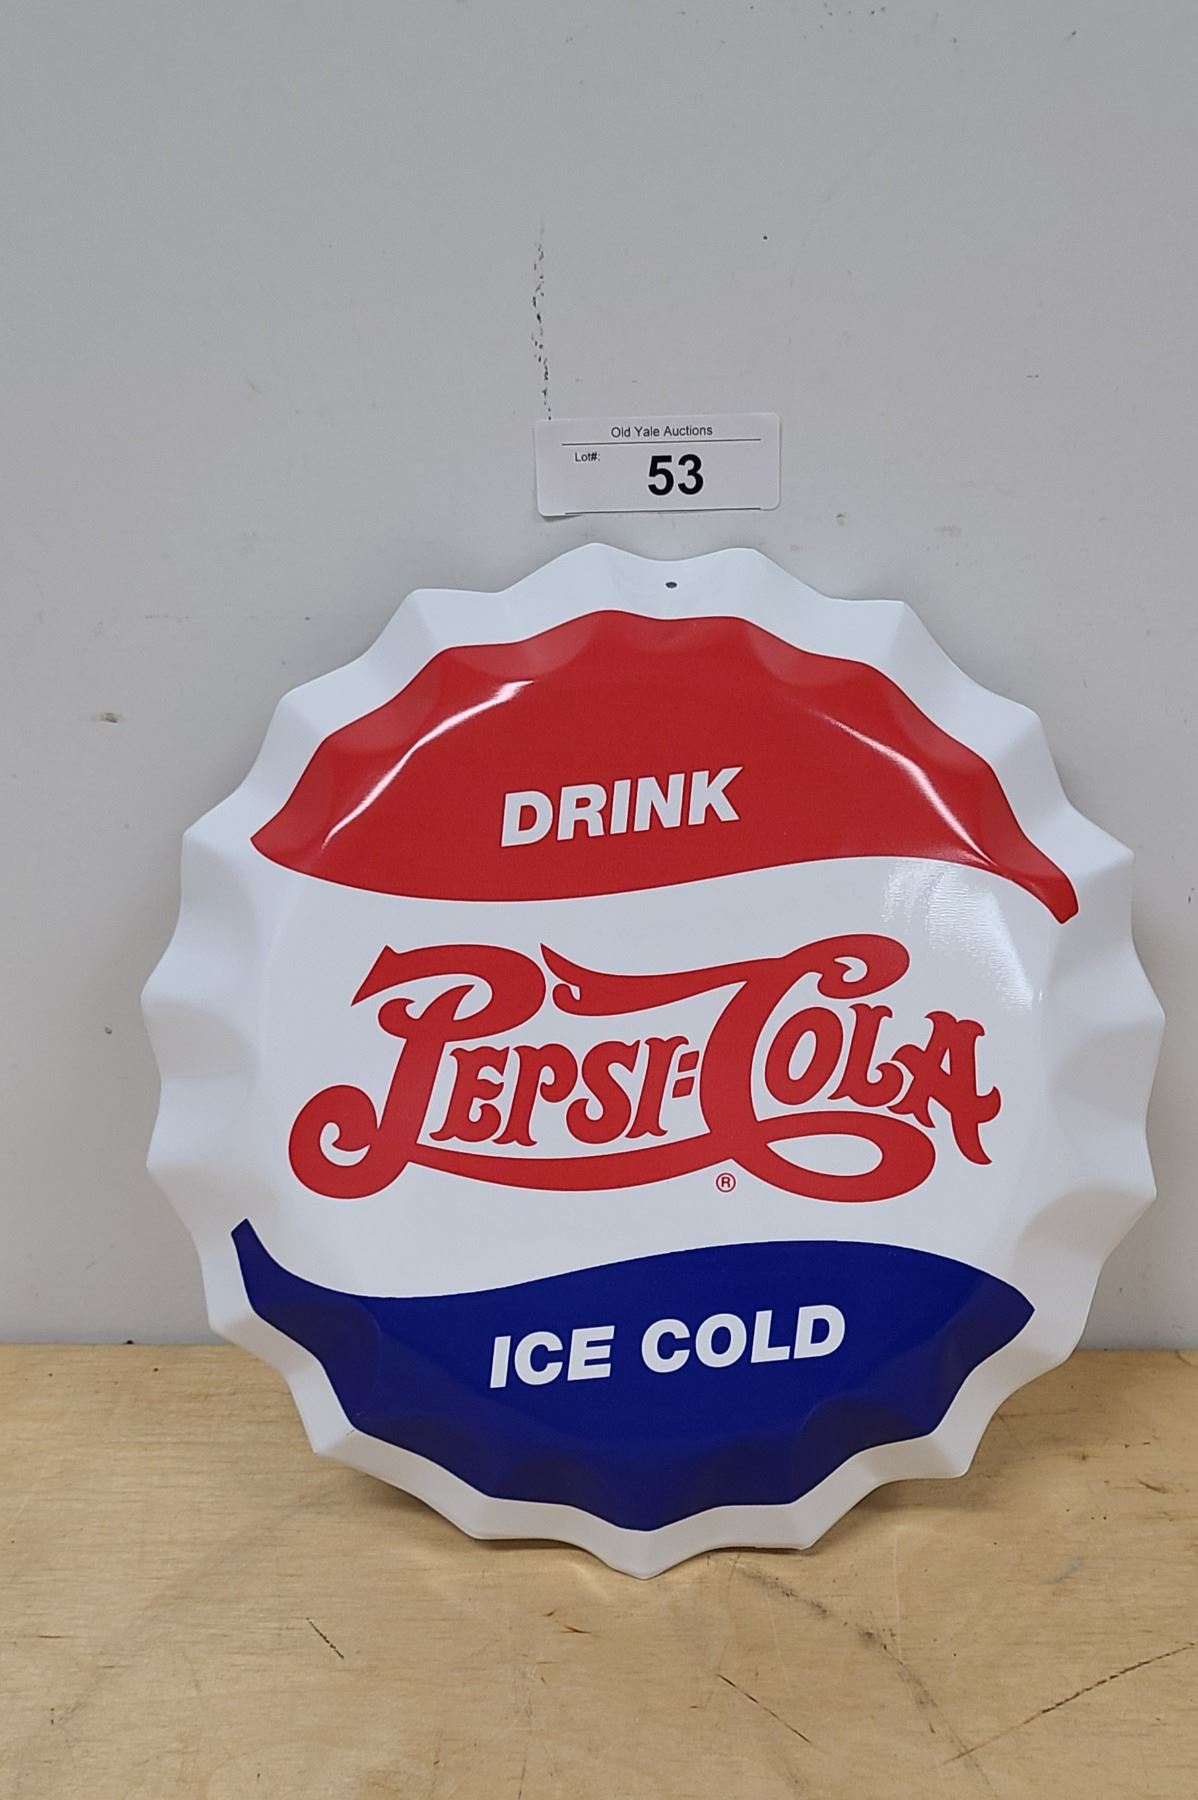 Old Yale Auctions
Lot#: 53
DRINK
PEPSI-COLA
®
ICE COLD